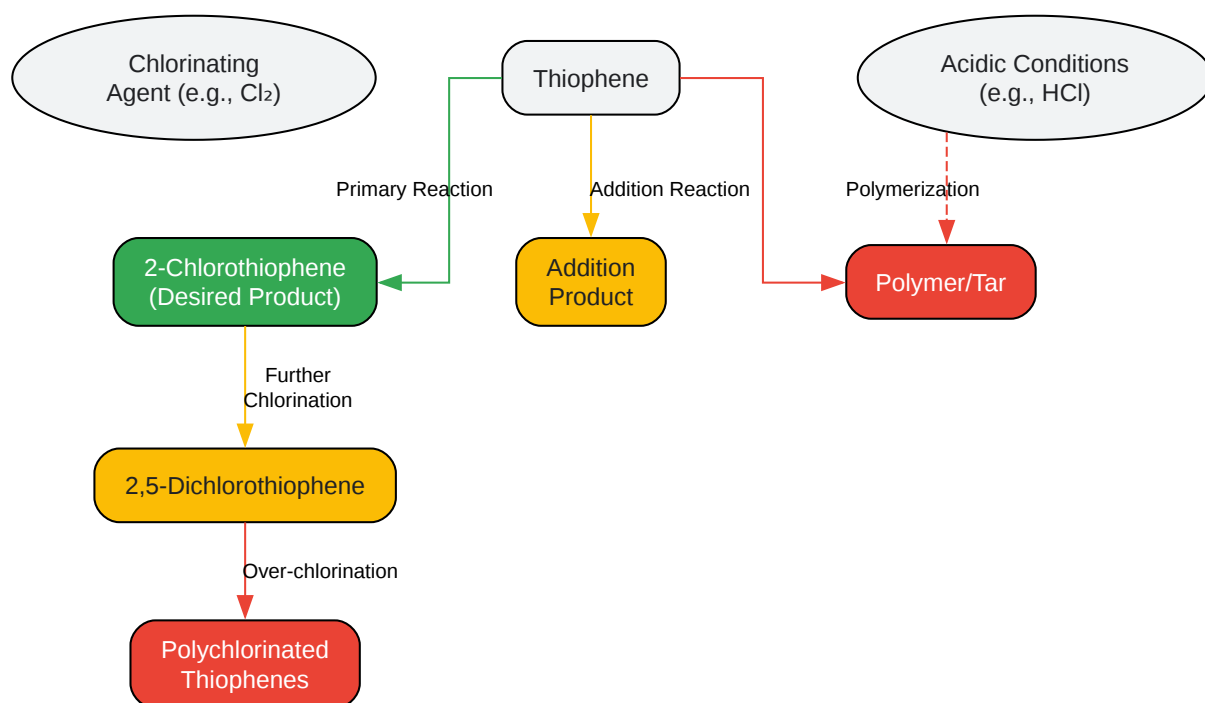 Chlorinating
Agent (e.g., Cl₂)
Thiophene
Acidic Conditions
(e.g., HCl)
Primary Reaction
Addition Reaction
Polymerization
2-Chlorothiophene
(Desired Product)
Addition
Product
Polymer/Tar
Further
Chlorination
2,5-Dichlorothiophene
Over-chlorination
Polychlorinated
Thiophenes